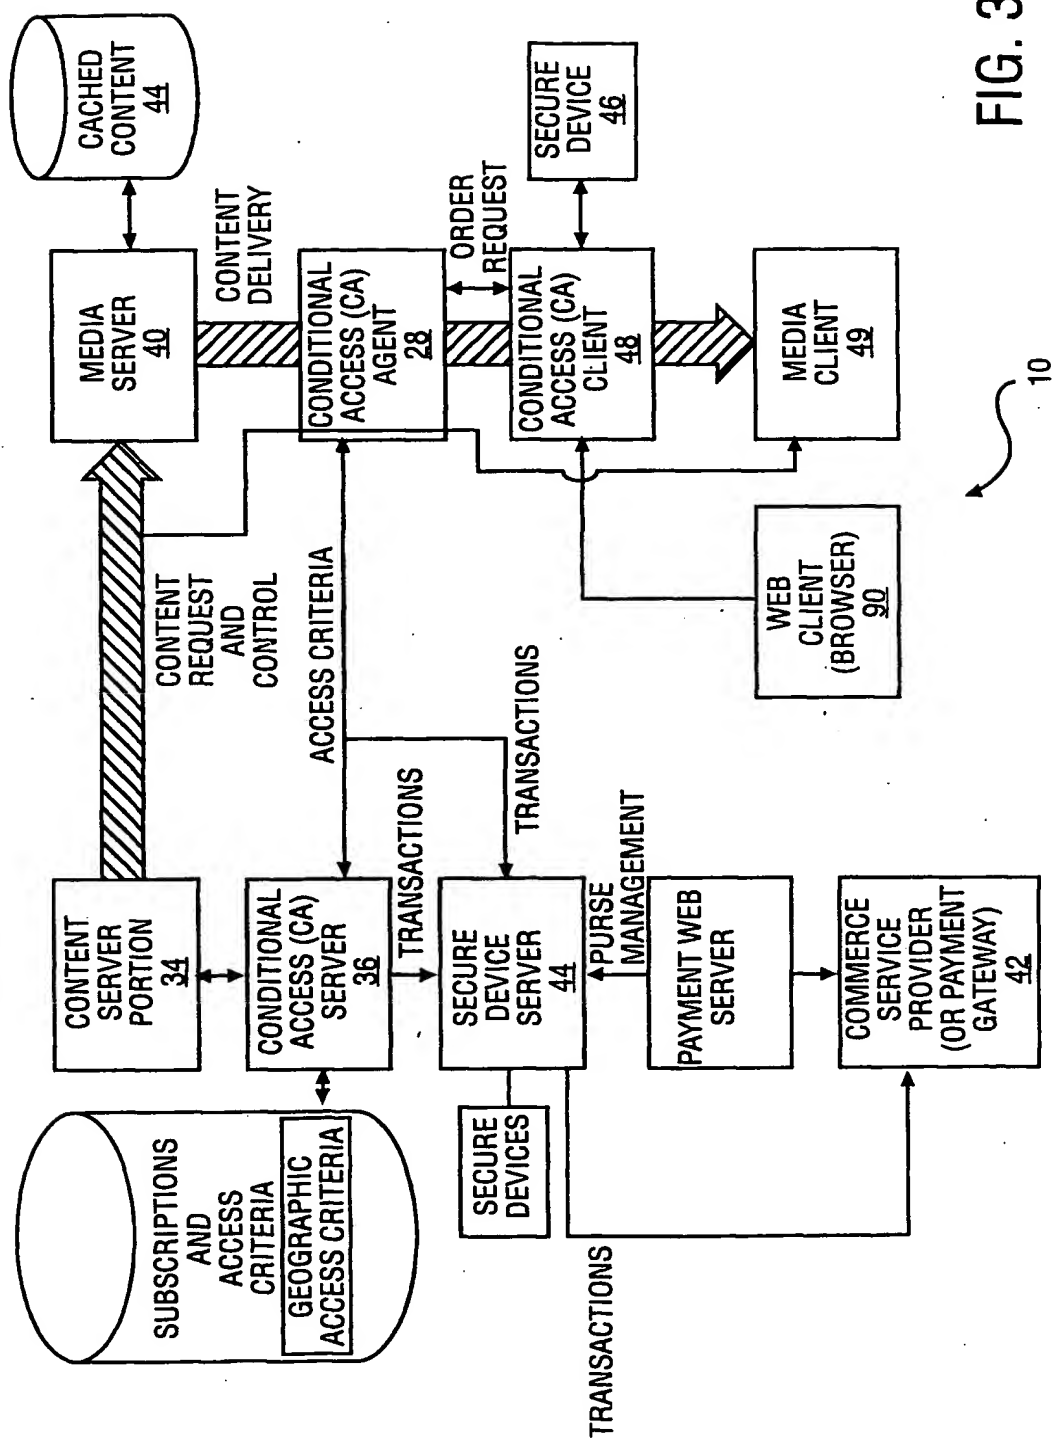 SUBSCRIPTIONS
AND
ACCESS
CRITERIA
GEOGRAPHIC
ACCESS CRITERIA
CONTENT
SERVER
PORTION
34
CONDITIONAL
ACCESS (CA)
SERVER
36
TRANSACTIONS
SECURE
DEVICE
SERVER
44
SECURE
DEVICES
PURSE
MANAGEMENT
PAYMENT WEB
SERVER
COMMERCE
SERVICE
PROVIDER
(OR PAYMENT
GATEWAY)
42
TRANSACTIONS
CONTENT
REQUEST
AND
CONTROL
ACCESS CRITERIA
TRANSACTIONS
MEDIA
SERVER
40
CACHED
CONTENT
44
CONTENT
DELIVERY
CONDITIONAL
ACCESS (CA)
AGENT
28
ORDER
REQUEST
CONDITIONAL
ACCESS (CA)
CLIENT
48
SECURE
DEVICE
46
MEDIA
CLIENT
49
WEB
CLIENT
(BROWSER)
90
10
FIG. 3